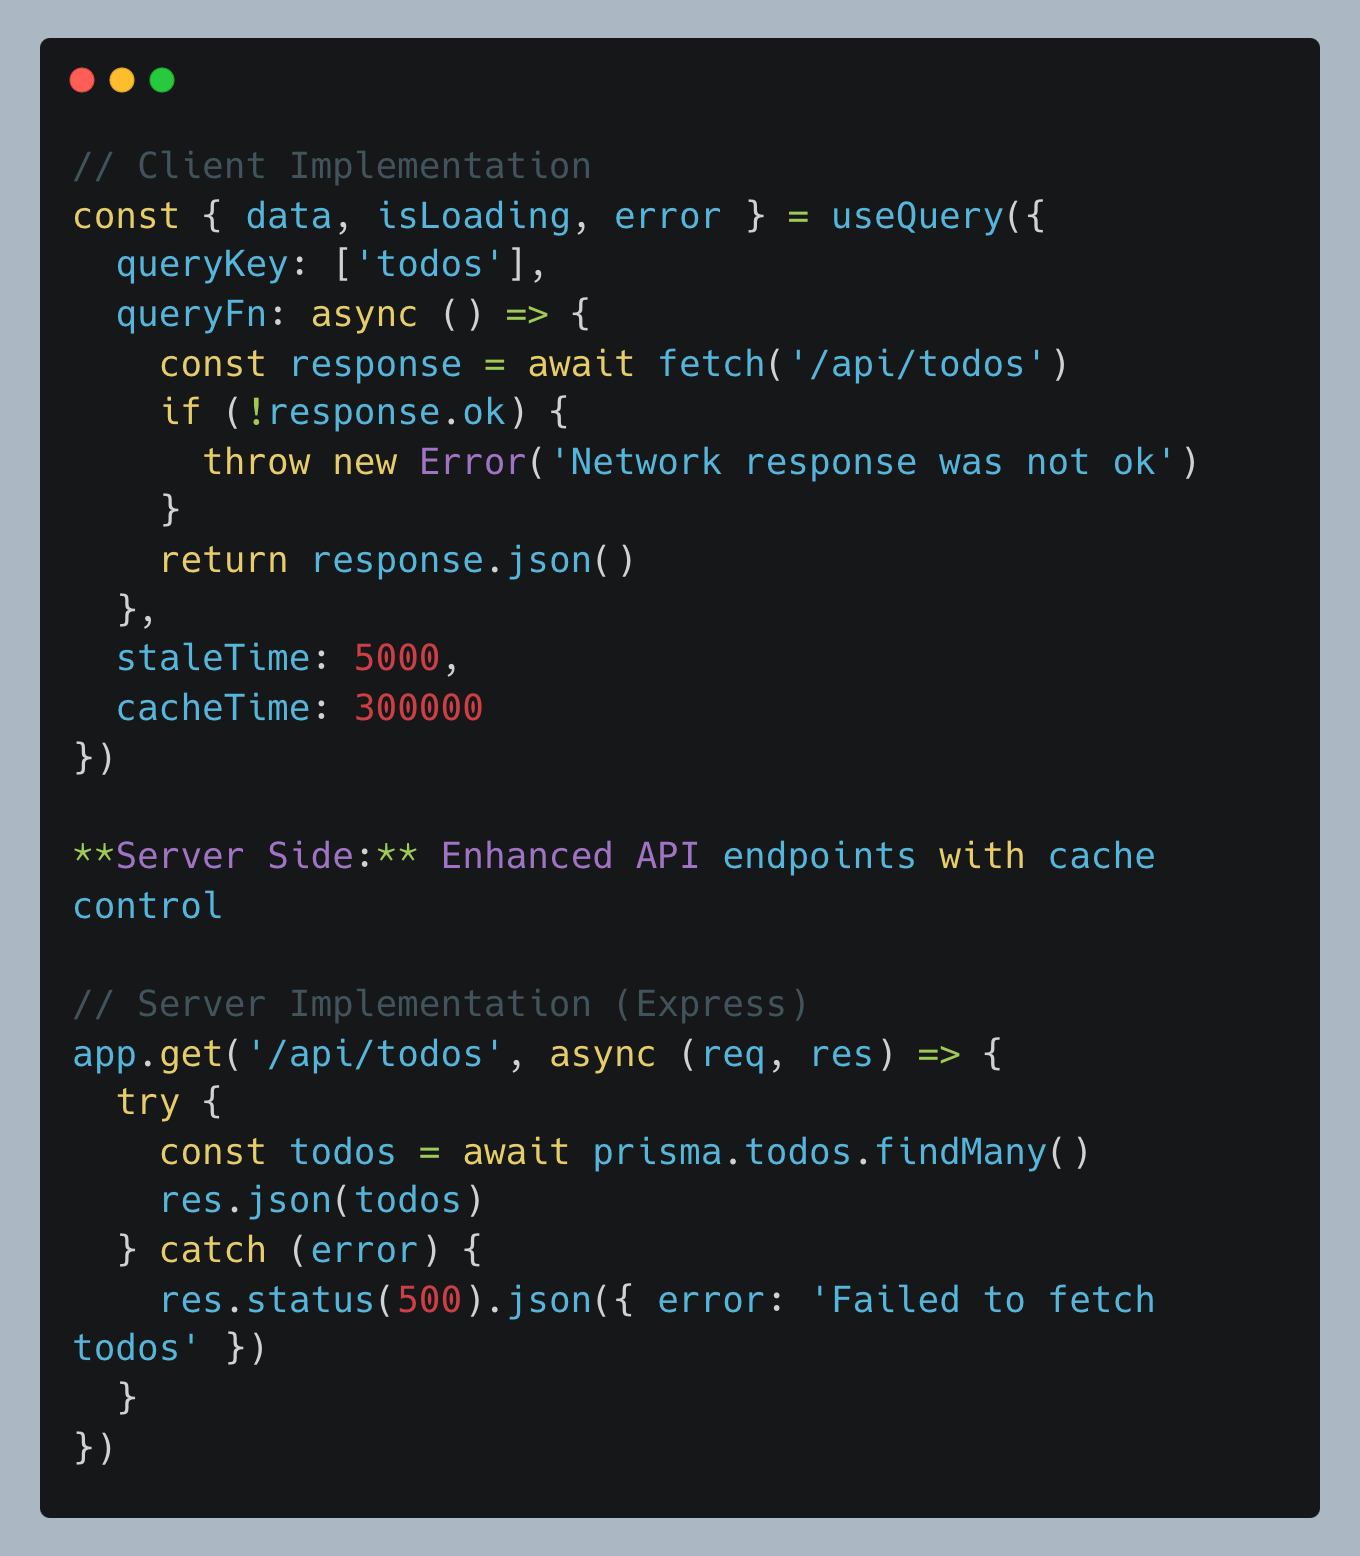 // Client Implementation
const { data, isLoading, error } = useQuery({
  queryKey: ['todos'],
  queryFn: async () => {
    const response = await fetch('/api/todos')
    if (!response.ok) {
      throw new Error('Network response was not ok')
    }
    return response.json()
  },
  staleTime: 5000,
  cacheTime: 300000
})

**Server Side:** Enhanced API endpoints with cache
control

// Server Implementation (Express)
app.get('/api/todos', async (req, res) => {
  try {
    const todos = await prisma.todos.findMany()
    res.json(todos)
  } catch (error) {
    res.status(500).json({ error: 'Failed to fetch
todos' })
  }
})